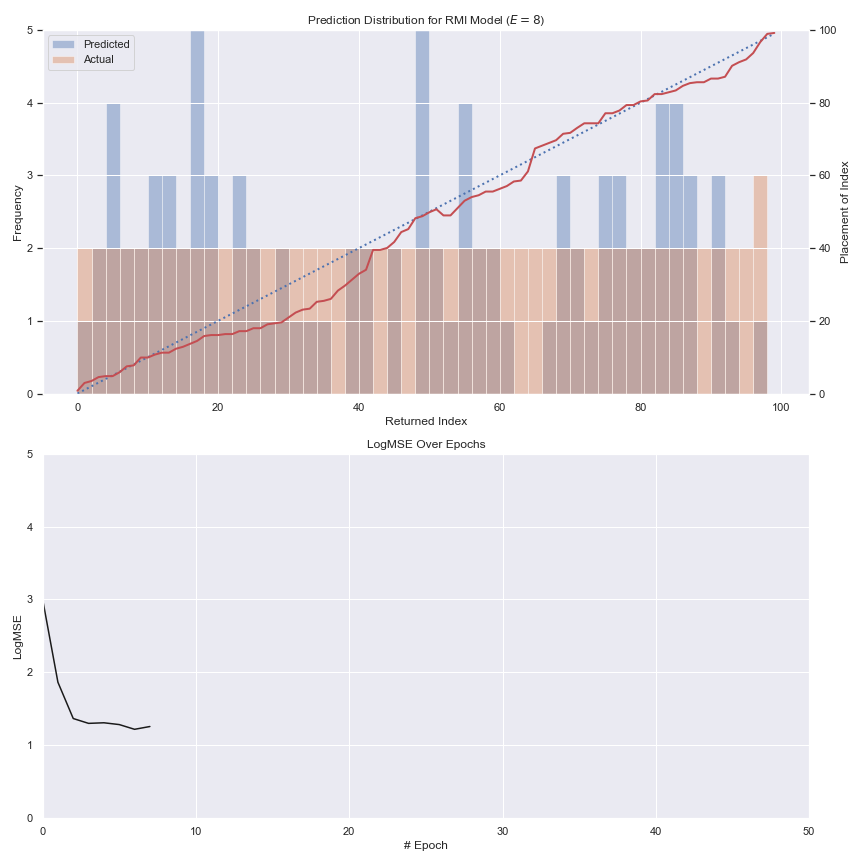 Prediction Distribution for RMI Model (E = 8)
Predicted
Actual
5
4
3
2
1
0
Frequency
100
80
60
40
20
0
Placement of Index
0 20 40 60 80 100
Returned Index
LogMSE Over Epochs
5
4
3
2
1
0
LogMSE
0 10 20 30 40 50
# Epoch